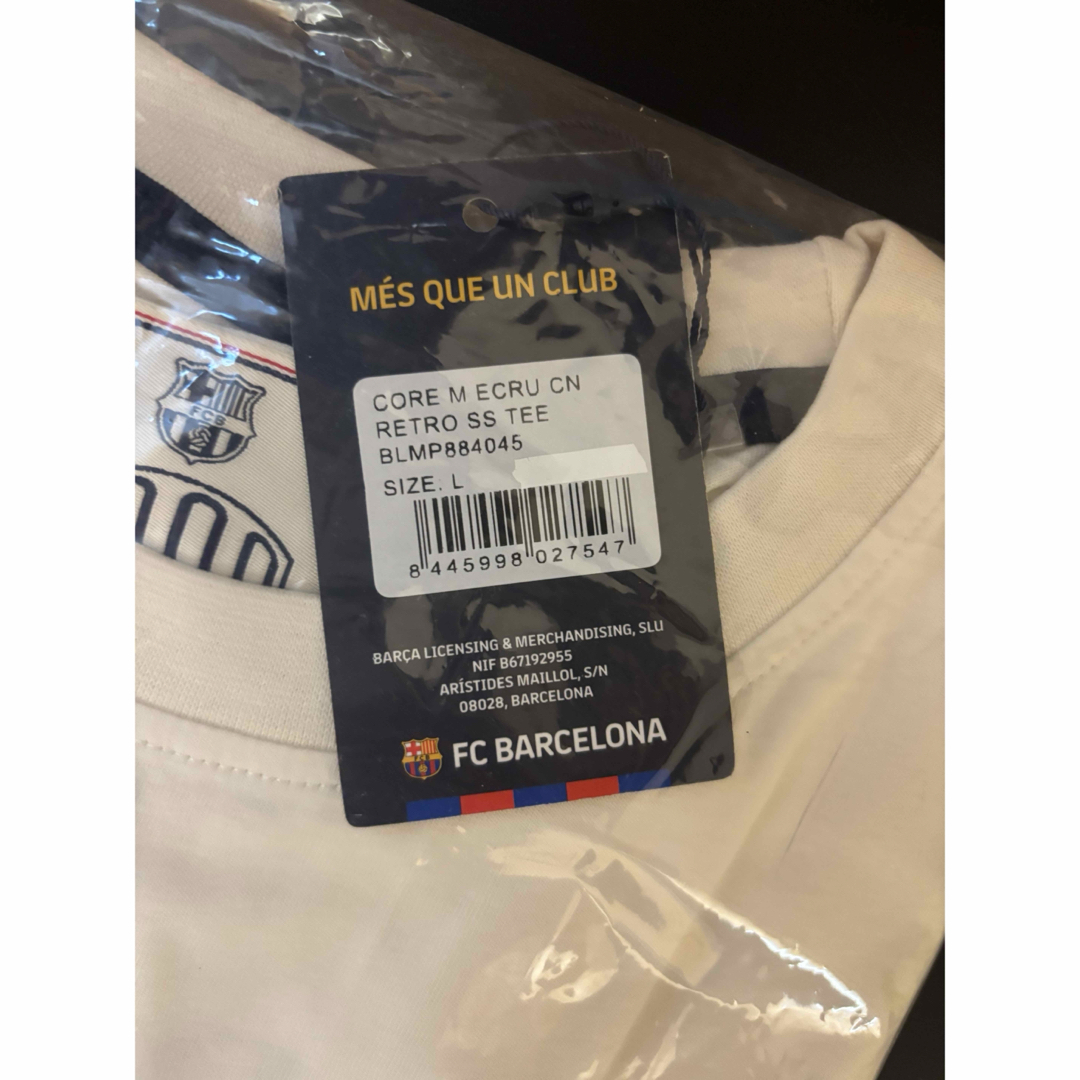 MÉS QUE UN CLUB
CORE M ECRU CN
RETRO SS TEE
BLMP884045
SIZE. L
8 445998 027547
BARÇA LICENSING & MERCHANDISING, SLU
NIF B67192955
ARÍSTIDES MAILLOL, S/N
08028, BARCELONA
FC BARCELONA
FCB